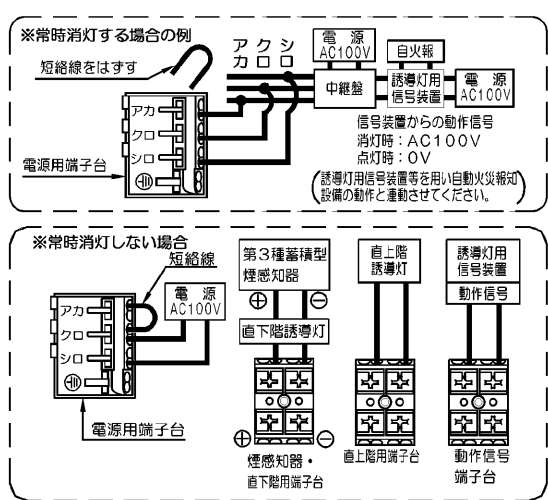 ※常時消灯する場合の例
短絡線をはずす
アカ
クロ
シロ
電源用端子台
アカ
クロ
シロ
電源
AC100V
中継盤
自火報
誘導灯用
信号装置
電源
AC100V
信号装置からの動作信号
消灯時:AC100V
点灯時:0V
(誘導灯用信号装置等を用い自動火災報知
設備の動作と連動させてください。)
※常時消灯しない場合
短絡線
アカ
クロ
シロ
電源
AC100V
電源用端子台
第3種蓄積型
煙感知器
⊕ ⊖
直下階誘導灯
⊕ ⊖
煙感知器・
直下階用端子台
直上階
誘導灯
直上階用端子台
誘導灯用
信号装置
動作信号
動作信号
端子台